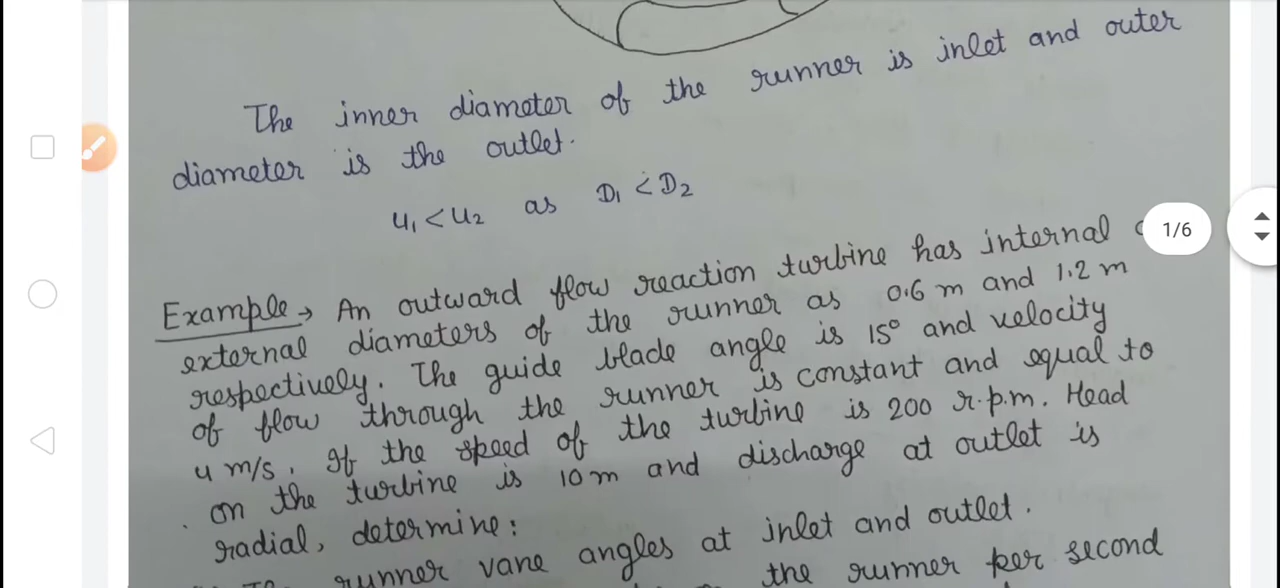 The inner diameter of the runner is inlet and outer
diameter is the outlet.
u₁ < u₂ as D₁ < D₂
1/6
Example → An outward flow reaction turbine has internal
external diameters of the runner as 0.6 m and 1.2 m
respectively. The guide blade angle is 15° and velocity
of flow through the runner is constant and equal to
4 m/s. If the speed of the turbine is 200 r.p.m. Head
on the turbine is 10 m and discharge at outlet is
radial, determine:
runner vane angles at inlet and outlet.
the runner per second